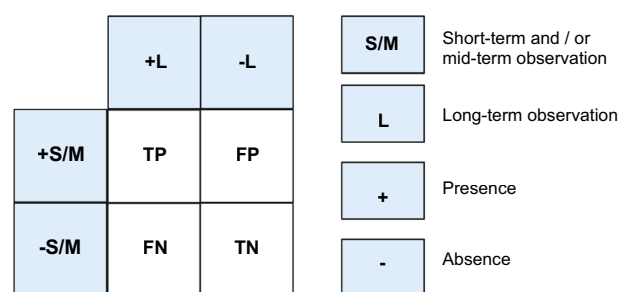 +L -L
+S/M TP FP
-S/M FN TN
S/M Short-term and / or
mid-term observation
L Long-term observation
+ Presence
- Absence